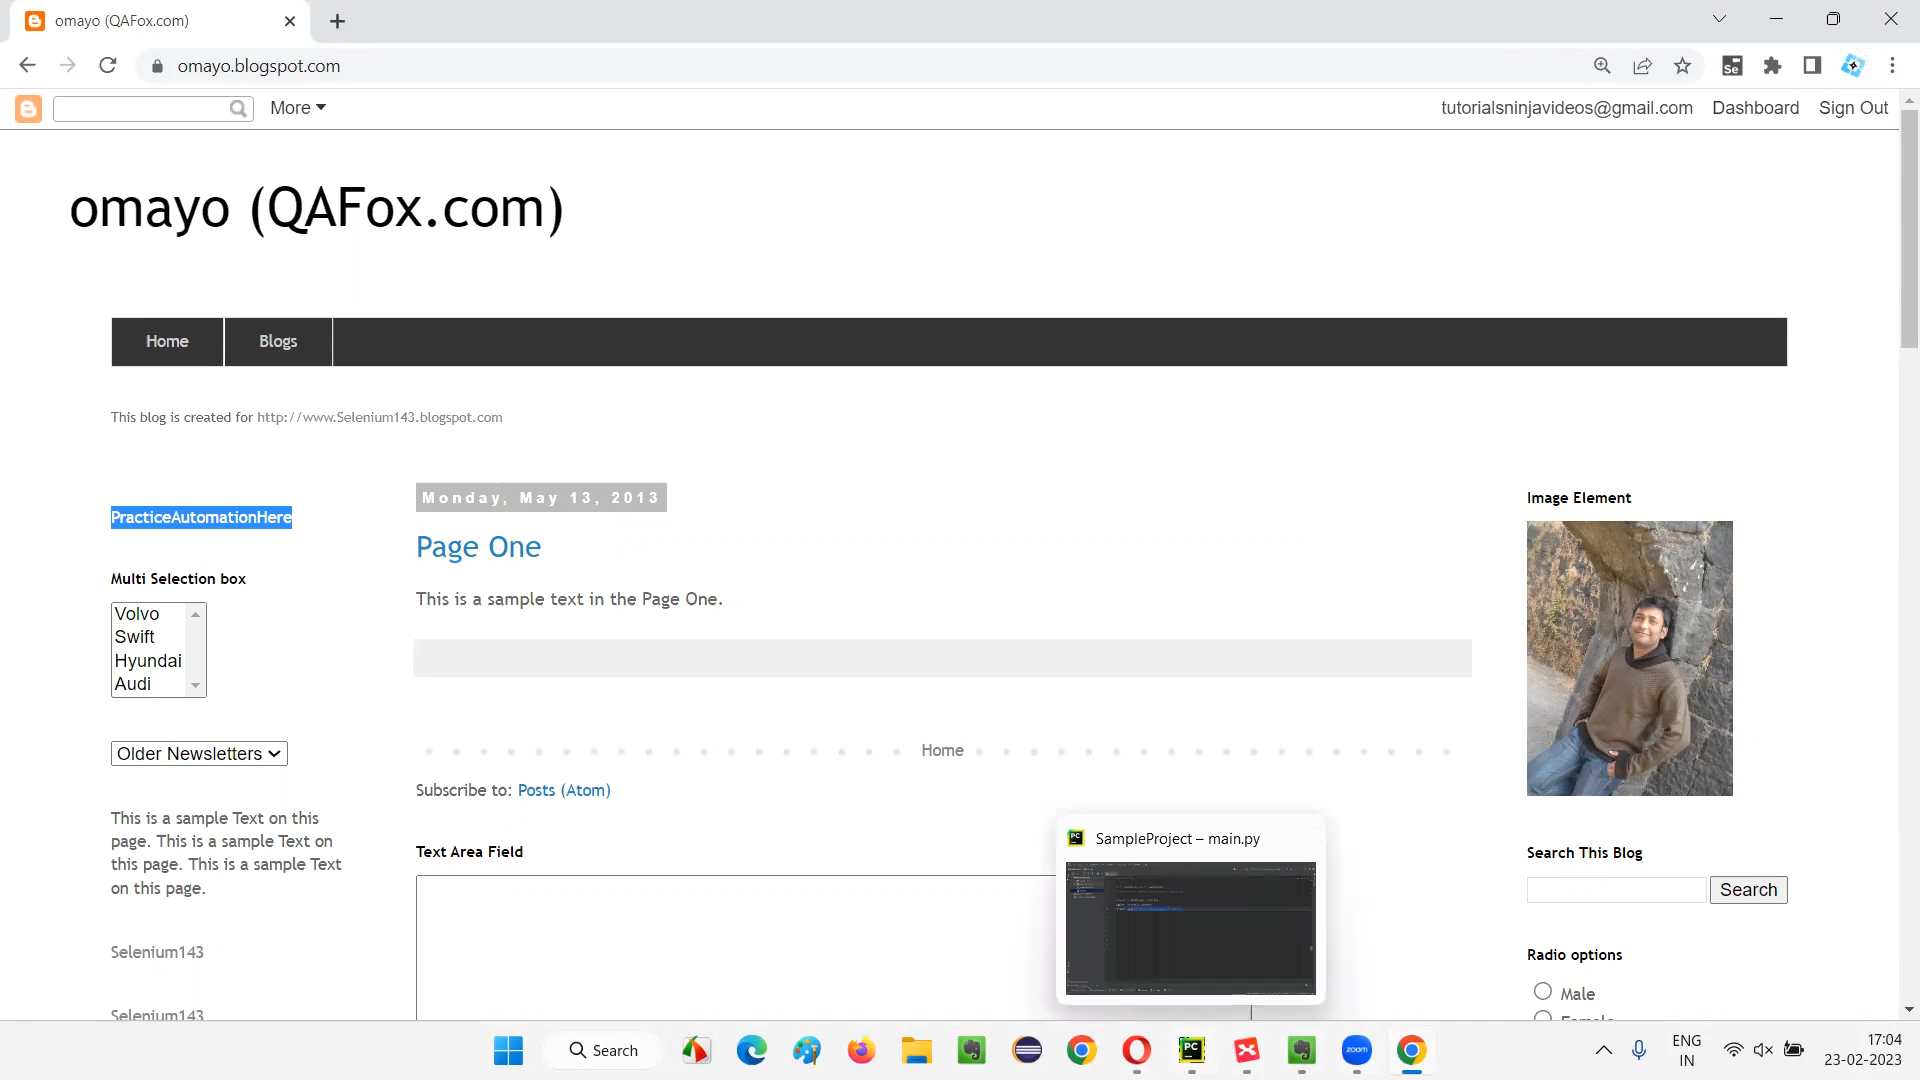 omayo (QAFox.com)
omayo.blogspot.com
Se
More
tutorialsninjavideos@gmail.com Dashboard Sign Out
omayo (QAFox.com)
Home Blogs
This blog is created for http://www.Selenium143.blogspot.com
PracticeAutomationHere
Multi Selection box
Volvo
Swift
Hyundai
Audi
Older Newsletters
This is a sample Text on this
page. This is a sample Text on
this page. This is a sample Text
on this page.
Selenium143
Selenium143
Monday, May 13, 2013
Page One
This is a sample text in the Page One.
Home
Subscribe to: Posts (Atom)
Text Area Field
Image Element
Search This Blog
Search
Radio options
Male
Female
PC
SampleProject – main.py
Search
PC
zoom
ENG
IN
17:04
23-02-2023